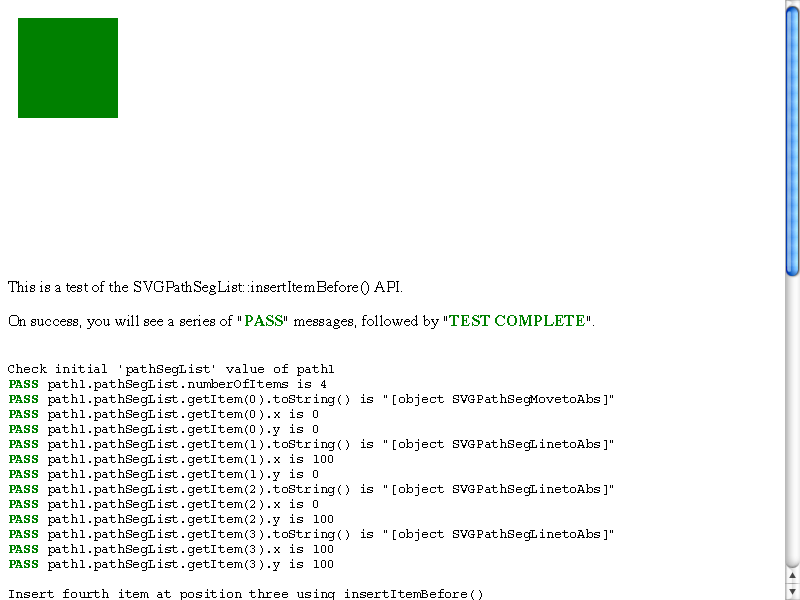 This is a test of the SVGPathSegList::insertItemBefore() API.
On success, you will see a series of "PASS" messages, followed by "TEST COMPLETE".
Check initial 'pathSegList' value of path1
PASS path1.pathSegList.numberOfItems is 4
PASS path1.pathSegList.getItem(0).toString() is "[object SVGPathSegMovetoAbs]"
PASS path1.pathSegList.getItem(0).x is 0
PASS path1.pathSegList.getItem(0).y is 0
PASS path1.pathSegList.getItem(1).toString() is "[object SVGPathSegLinetoAbs]"
PASS path1.pathSegList.getItem(1).x is 100
PASS path1.pathSegList.getItem(1).y is 0
PASS path1.pathSegList.getItem(2).toString() is "[object SVGPathSegLinetoAbs]"
PASS path1.pathSegList.getItem(2).x is 0
PASS path1.pathSegList.getItem(2).y is 100
PASS path1.pathSegList.getItem(3).toString() is "[object SVGPathSegLinetoAbs]"
PASS path1.pathSegList.getItem(3).x is 100
PASS path1.pathSegList.getItem(3).y is 100
Insert fourth item at position three using insertItemBefore()